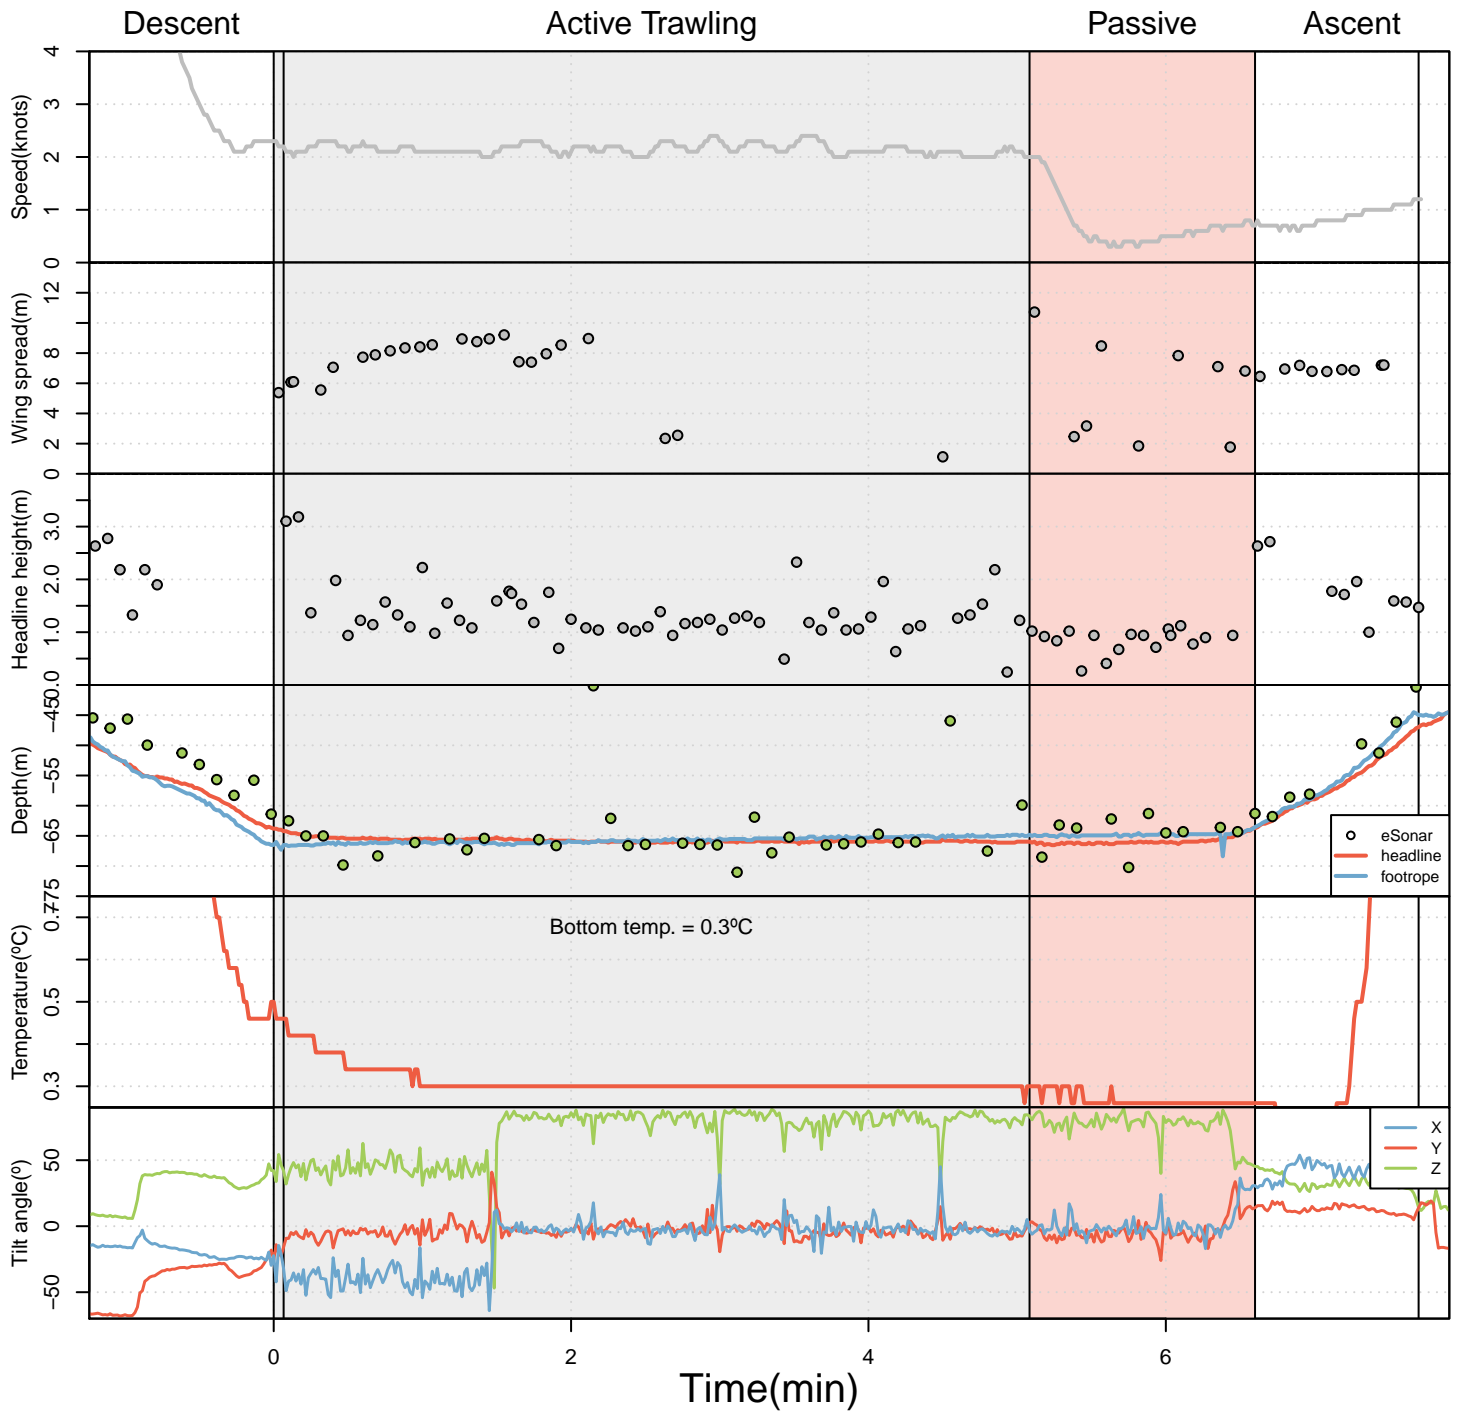 Descent Active Trawling Passive Ascent
Speed(knots)
4
3
2
1
0
Wing spread(m)
12
8
6
4
2
0
Headline height(m)
3.0
2.0
1.0
0.0
Depth(m)
−45
−55
−65
−75
eSonar
headline
footrope
Temperature(ºC)
0.7
0.5
0.3
Bottom temp. = 0.3ºC
Tilt angle(º)
50
0
−50
X
Y
Z
0 2 4 6
Time(min)